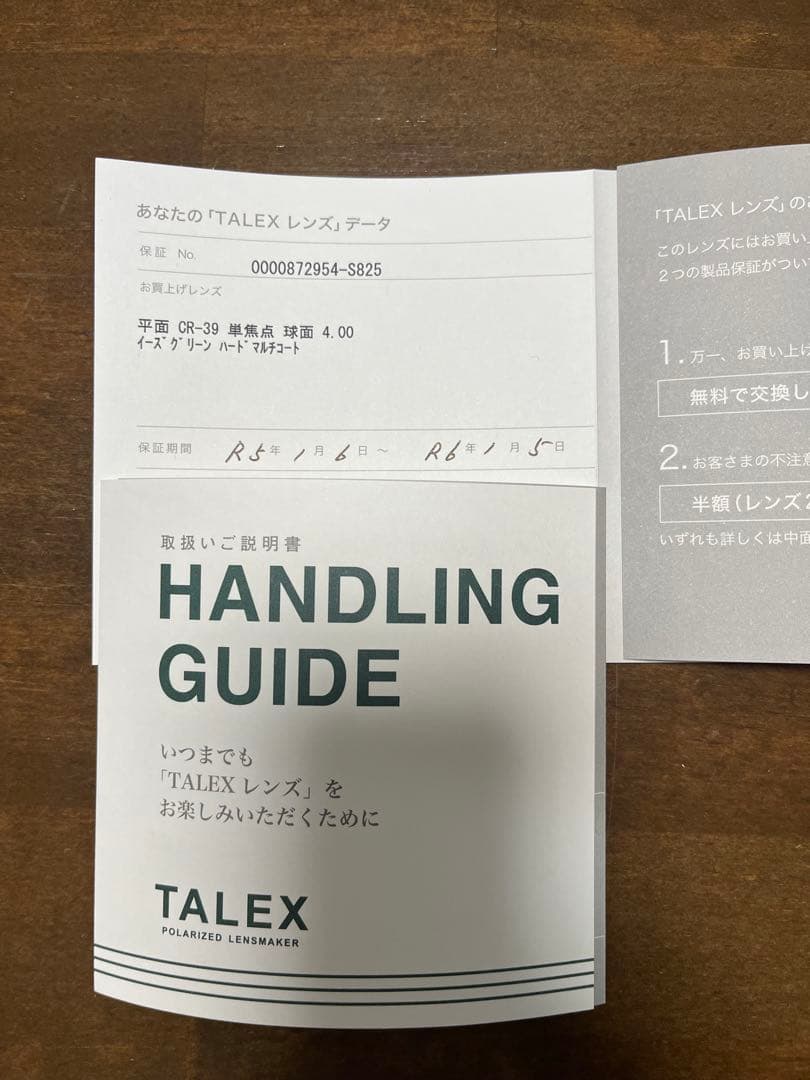 あなたの「TALEX レンズ」データ
保証 No.
0000872954-S825
お買上げレンズ
平面 CR-39 単焦点 球面 4.00
ｲｰｽﾞｸﾞﾘｰﾝ ﾊｰﾄﾞﾏﾙﾁｺｰﾄ
保証期間 R5年1月6日〜 R6年1月5日
「TALEX レンズ」の
このレンズにはお買い
2つの製品保証がつい
1. 万一、お買い上げ
無料で交換し
2. お客さまの不注意
半額(レンズ
いずれも詳しくは中面
取扱いご説明書
HANDLING
GUIDE
いつまでも
「TALEX レンズ」を
お楽しみいただくために
TALEX
POLARIZED LENSMAKER